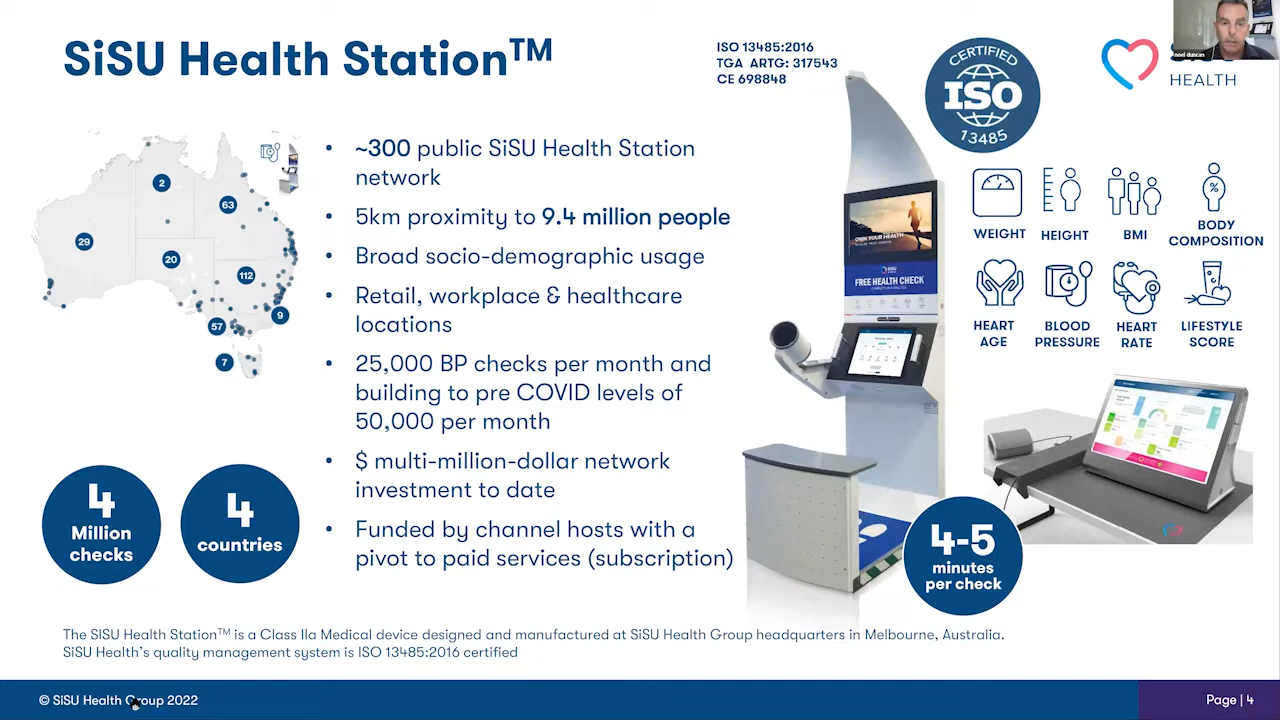 SiSU Health Station™
ISO 13485:2016
TGA ARTG: 317543
CE 698848
CERTIFIED
ISO
13485
noel duncan
HEALTH
2
63
29
20
112
9
57
7
• ~300 public SiSU Health Station
network
• 5km proximity to 9.4 million people
• Broad socio-demographic usage
• Retail, workplace & healthcare
locations
• 25,000 BP checks per month and
building to pre COVID levels of
50,000 per month
• $ multi-million-dollar network
investment to date
• Funded by channel hosts with a
pivot to paid services (subscription)
4
Million
checks
4
countries
OWN YOUR HEALTH
SiSU
FREE HEALTH CHECK
WEIGHT
HEIGHT
BMI
%
BODY
COMPOSITION
HEART
AGE
BLOOD
PRESSURE
HEART
RATE
LIFESTYLE
SCORE
4-5
minutes
per check
The SISU Health Station™ is a Class IIa Medical device designed and manufactured at SiSU Health Group headquarters in Melbourne, Australia.
SiSU Health's quality management system is ISO 13485:2016 certified
© SiSU Health Group 2022
Page | 4